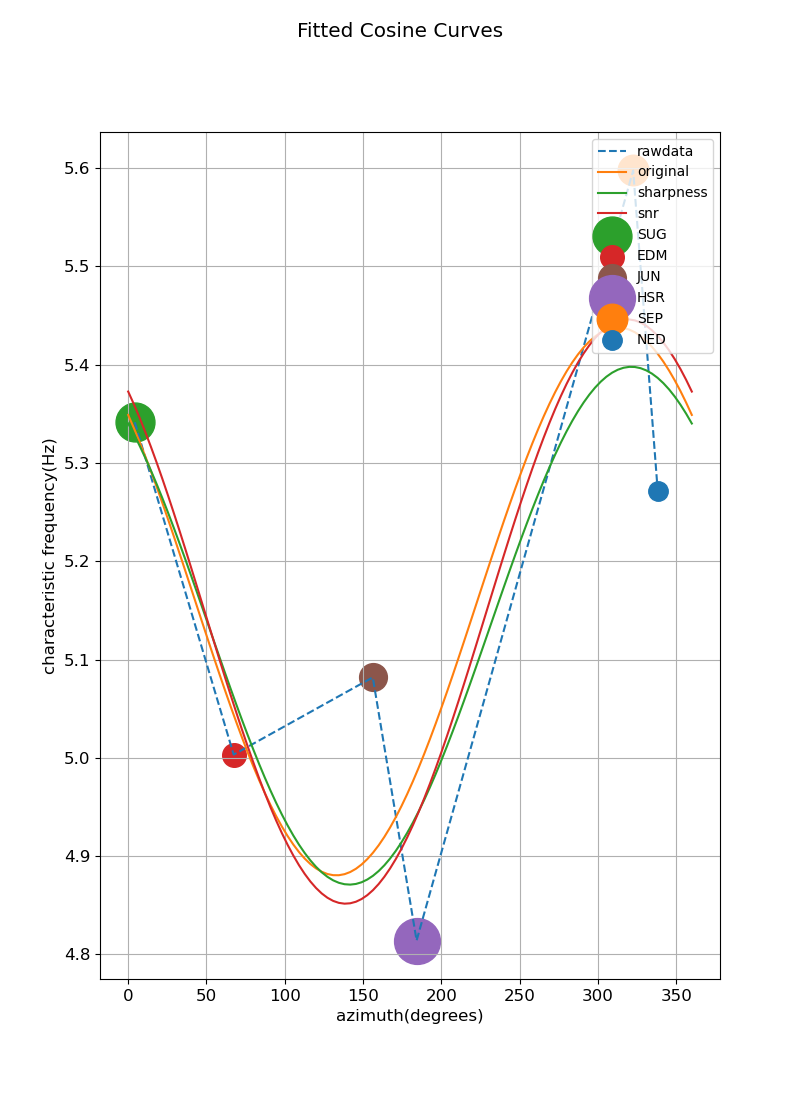 Fitted Cosine Curves
rawdata
original
sharpness
snr
SUG
EDM
JUN
HSR
SEP
NED
characteristic frequency(Hz)
5.6
5.5
5.4
5.3
5.2
5.1
5.0
4.9
4.8
0 50 100 150 200 250 300 350
azimuth(degrees)